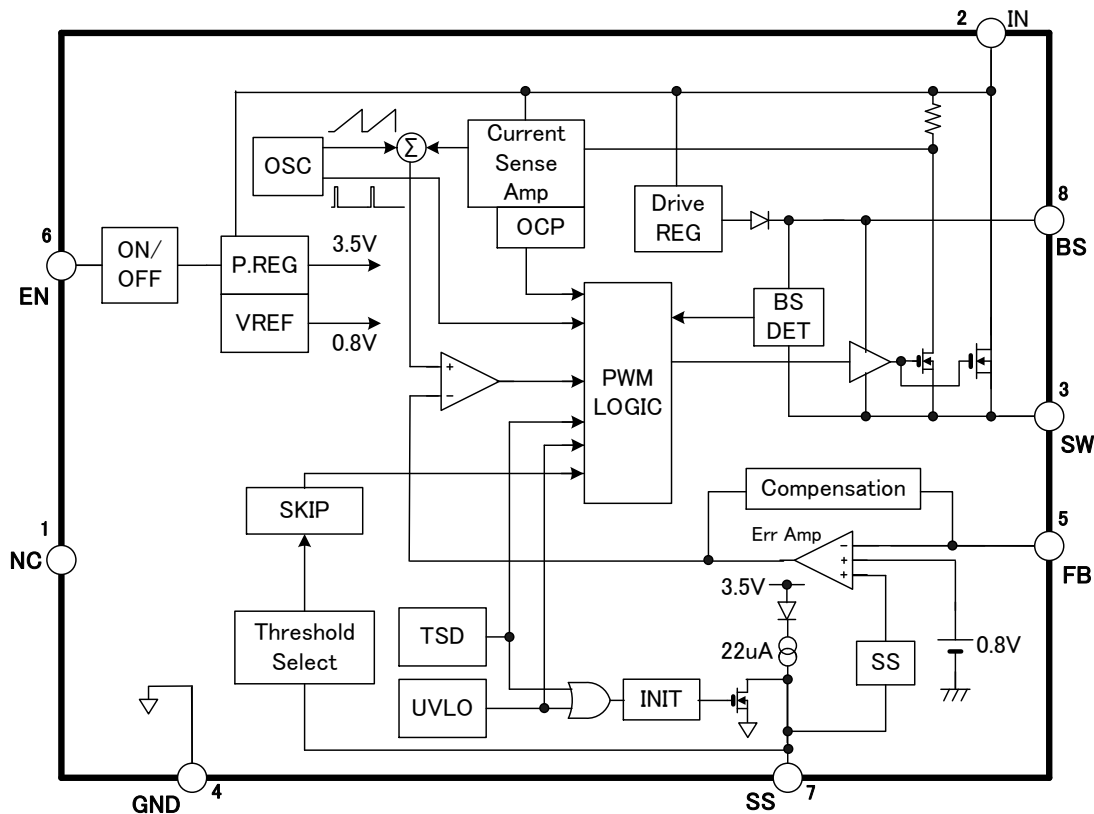 2
IN
Current
Sense
Amp
OSC
Σ
OCP
Drive
REG
8
BS
6
EN
ON/
OFF
P.REG
3.5V
VREF
0.8V
BS
DET
PWM
LOGIC
+
−
3
SW
SKIP
Compensation
1
NC
Err Amp
−
+
+
5
FB
3.5V
Threshold
Select
TSD
22uA
SS
0.8V
UVLO
INIT
GND
4
SS
7